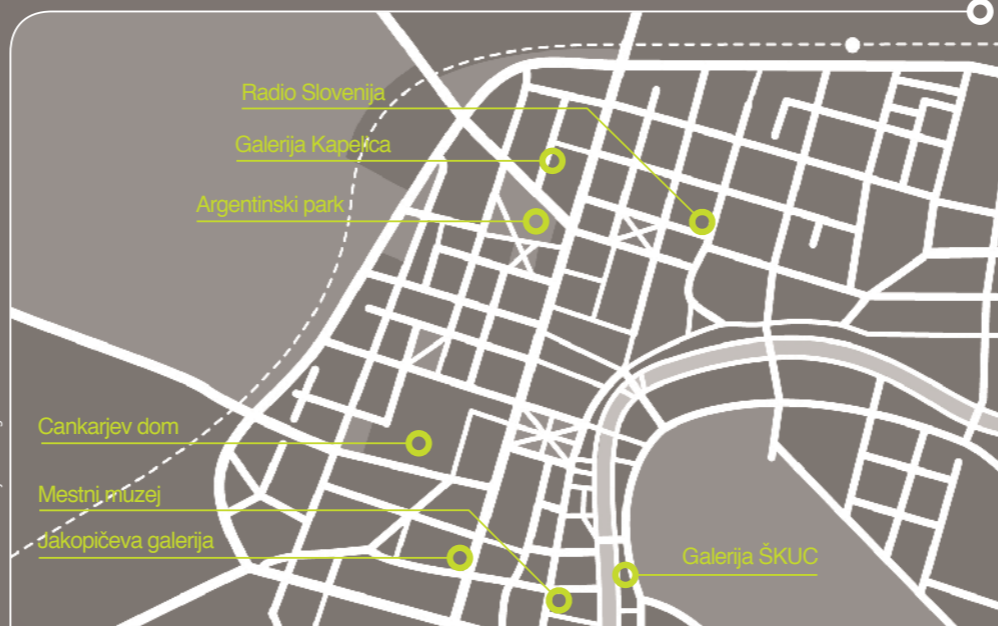 Radio Slovenija
Galerija Kapelica
Argentinski park
Cankarjev dom
Mestni muzej
Jakopičeva galerija
Galerija ŠKUC